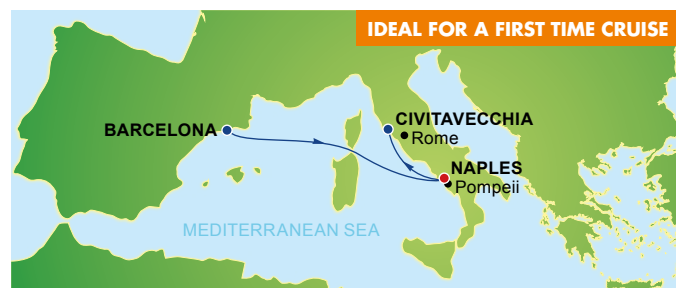 IDEAL FOR A FIRST TIME CRUISE
BARCELONA
CIVITAVECCHIA
Rome
NAPLES
Pompeii
MEDITERRANEAN SEA